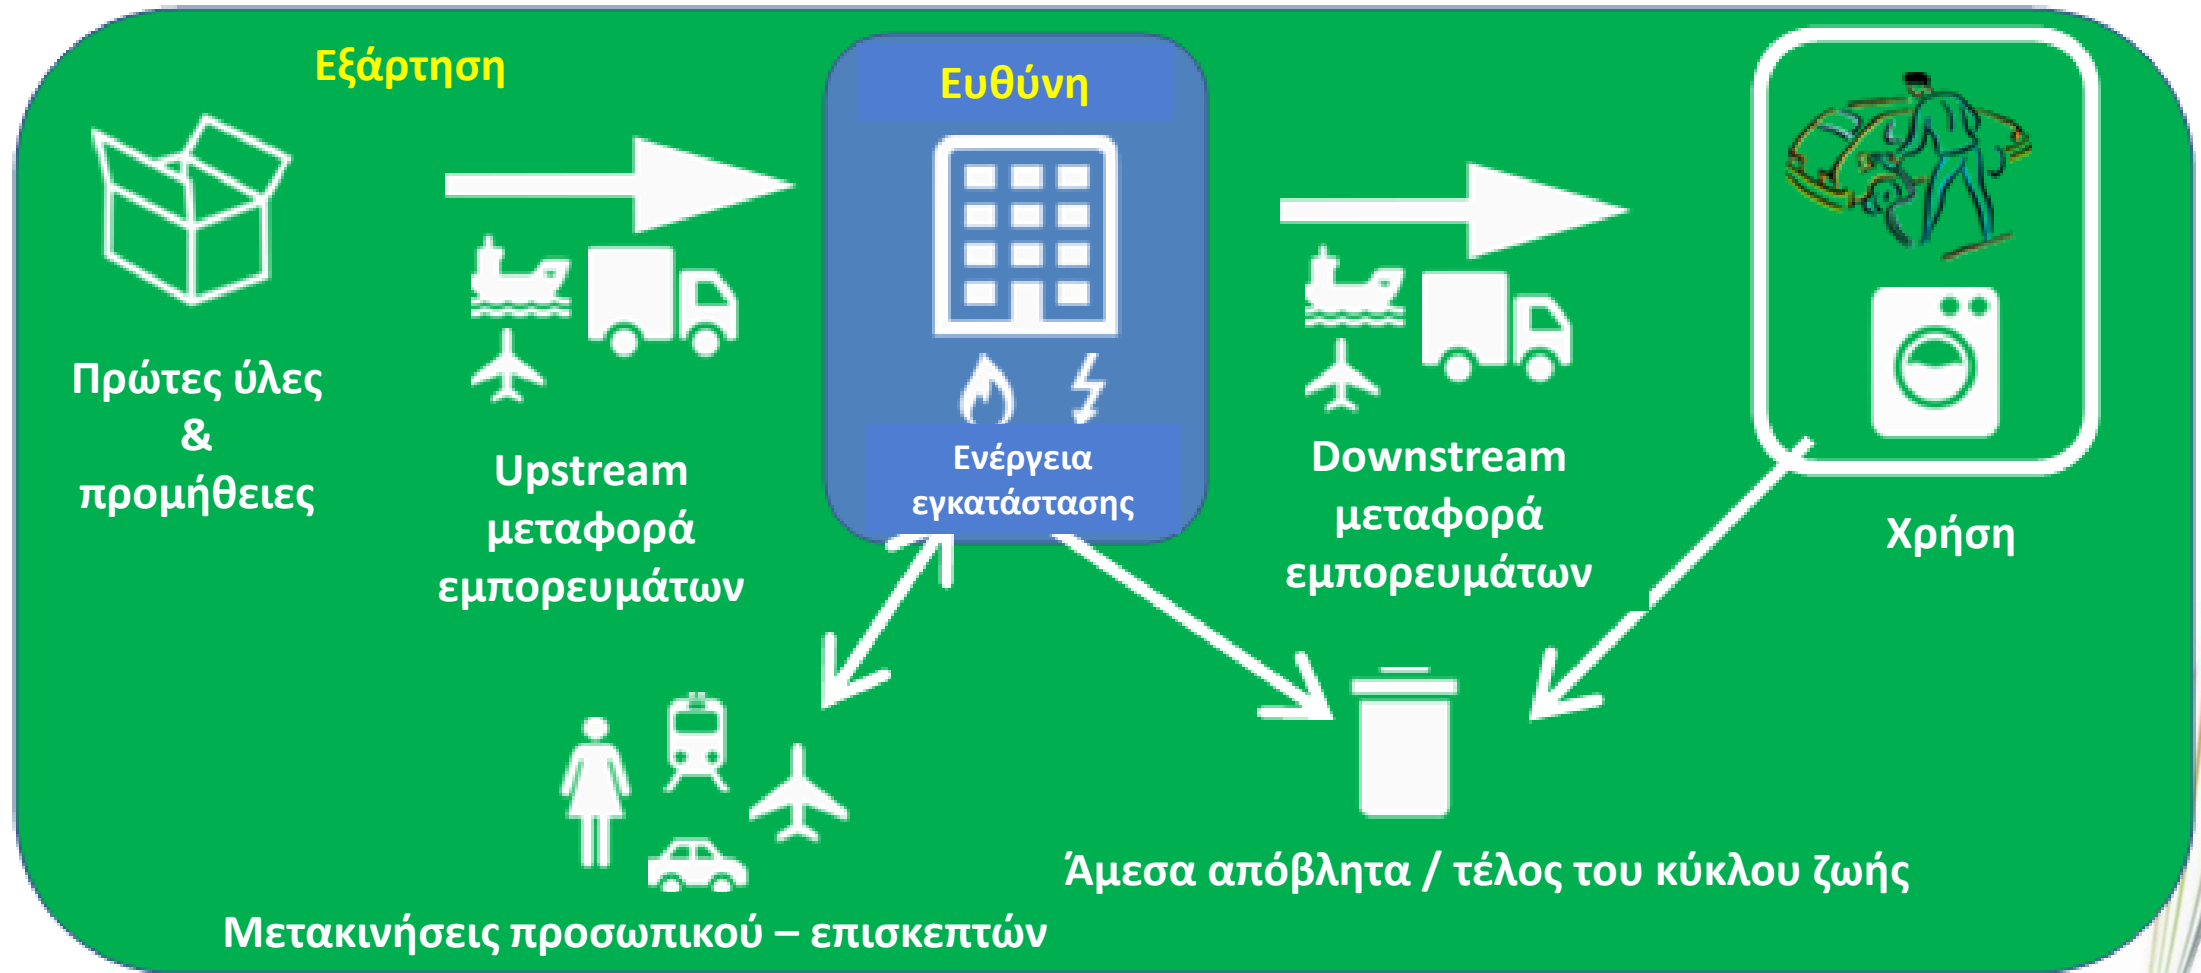 Εξάρτηση
Ευθύνη
Πρώτες ύλες
&
προμήθειες
Upstream
μεταφορά
εμπορευμάτων
Ενέργεια
εγκατάστασης
Downstream
μεταφορά
εμπορευμάτων
Χρήση
Μετακινήσεις προσωπικού – επισκεπτών
Άμεσα απόβλητα / τέλος του κύκλου ζωής